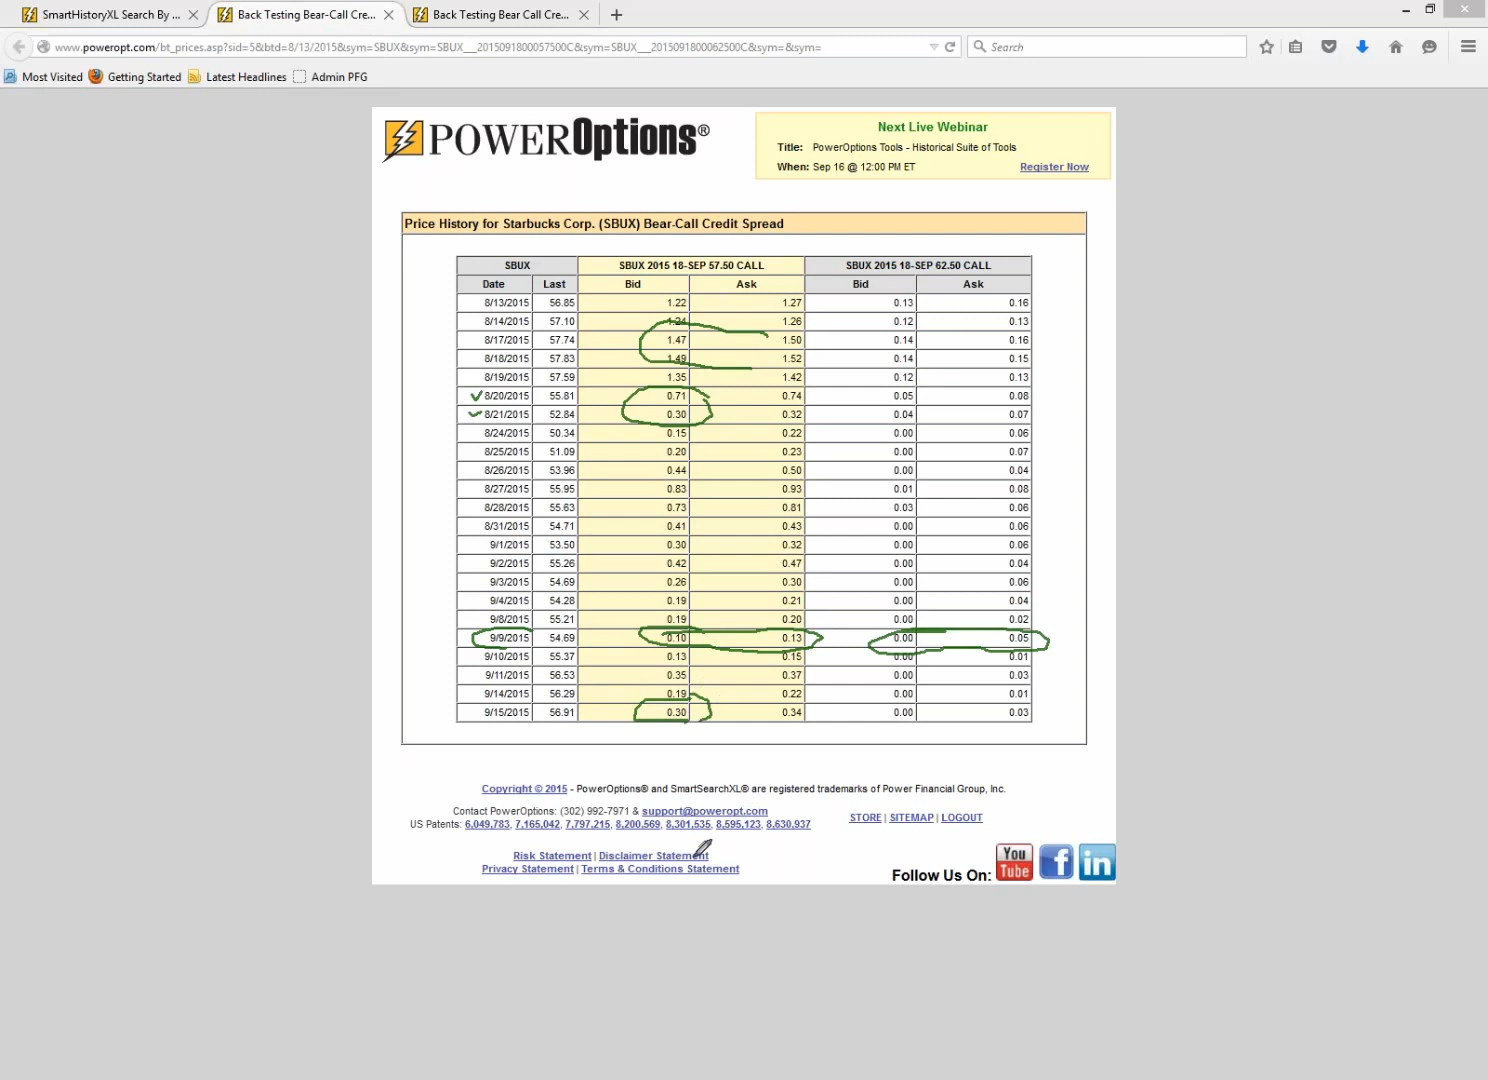 SmartHistoryXL Search By ...
Back Testing Bear-Call Cre...
Back Testing Bear Call Cre...
www.poweropt.com/bt_prices.asp?sid=5&btd=8/13/2015&sym=SBUX&sym=SBUX__2015091800057500C&sym=SBUX__2015091800062500C&sym=&sym=
Search
Most Visited Getting Started Latest Headlines Admin PFG
POWEROptions®
Next Live Webinar
Title: PowerOptions Tools - Historical Suite of Tools
When: Sep 16 @ 12:00 PM ET Register Now
Price History for Starbucks Corp. (SBUX) Bear-Call Credit Spread
SBUX SBUX 2015 18-SEP 57.50 CALL SBUX 2015 18-SEP 62.50 CALL
Date Last Bid Ask Bid Ask
8/13/2015 56.85 1.22 1.27 0.13 0.16
8/14/2015 57.10 1.24 1.26 0.12 0.13
8/17/2015 57.74 1.47 1.50 0.14 0.16
8/18/2015 57.83 1.49 1.52 0.14 0.15
8/19/2015 57.59 1.35 1.42 0.12 0.13
8/20/2015 55.81 0.71 0.74 0.05 0.08
8/21/2015 52.84 0.30 0.32 0.04 0.07
8/24/2015 50.34 0.15 0.22 0.00 0.06
8/25/2015 51.09 0.20 0.23 0.00 0.07
8/26/2015 53.96 0.44 0.50 0.00 0.04
8/27/2015 55.95 0.83 0.93 0.01 0.08
8/28/2015 55.63 0.73 0.81 0.03 0.06
8/31/2015 54.71 0.41 0.43 0.00 0.06
9/1/2015 53.50 0.30 0.32 0.00 0.06
9/2/2015 55.26 0.42 0.47 0.00 0.04
9/3/2015 54.69 0.26 0.30 0.00 0.06
9/4/2015 54.28 0.19 0.21 0.00 0.04
9/8/2015 55.21 0.19 0.20 0.00 0.02
9/9/2015 54.69 0.10 0.13 0.00 0.05
9/10/2015 55.37 0.13 0.15 0.00 0.01
9/11/2015 56.53 0.35 0.37 0.00 0.03
9/14/2015 56.29 0.19 0.22 0.00 0.01
9/15/2015 56.91 0.30 0.34 0.00 0.03
Copyright © 2015 - PowerOptions® and SmartSearchXL® are registered trademarks of Power Financial Group, Inc.
Contact PowerOptions: (302) 992-7971 & support@poweropt.com
US Patents: 6,049,783, 7,165,042, 7,797,215, 8,200,569, 8,301,535, 8,595,123, 8,630,937
STORE | SITEMAP | LOGOUT
Risk Statement | Disclaimer Statement
Privacy Statement | Terms & Conditions Statement
Follow Us On: You Tube f in